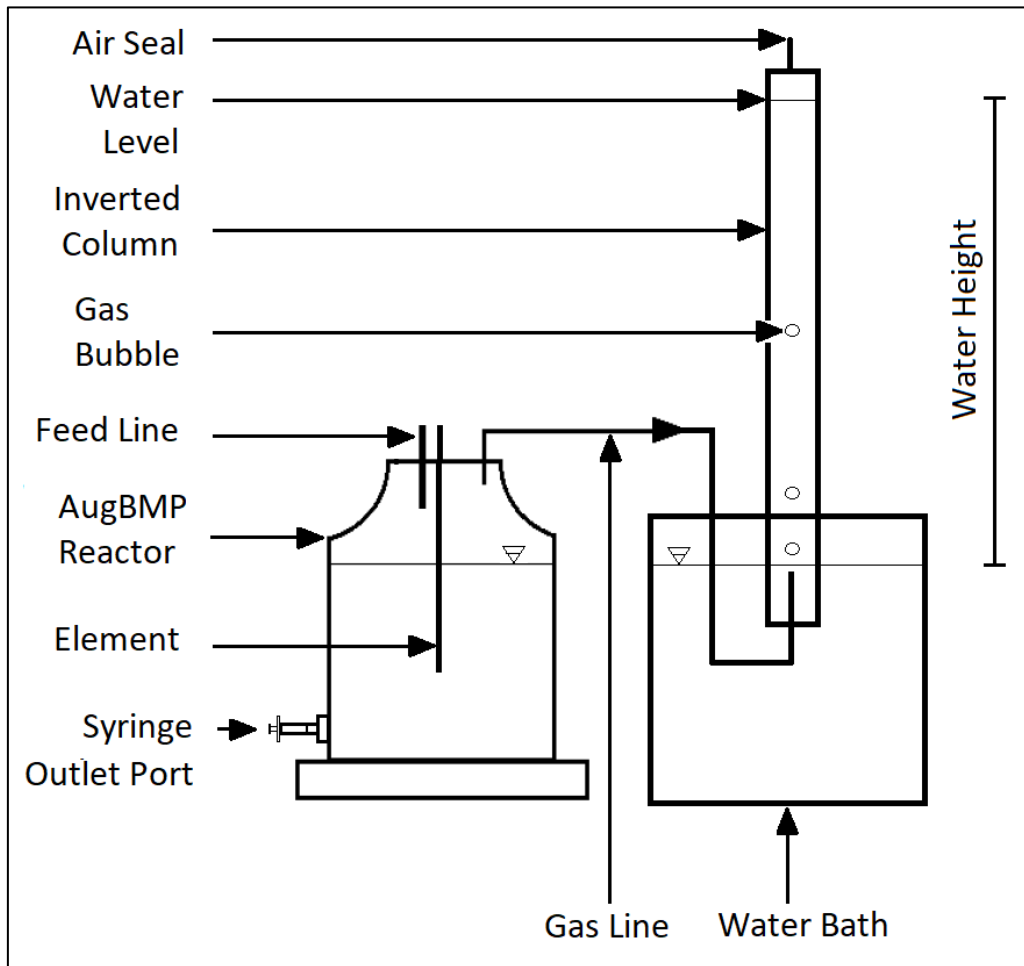 Air Seal
Water
Level
Inverted
Column
Gas
Bubble
Feed Line
AugBMP
Reactor
Element
Syringe
Outlet Port
Gas Line
Water Bath
Water Height